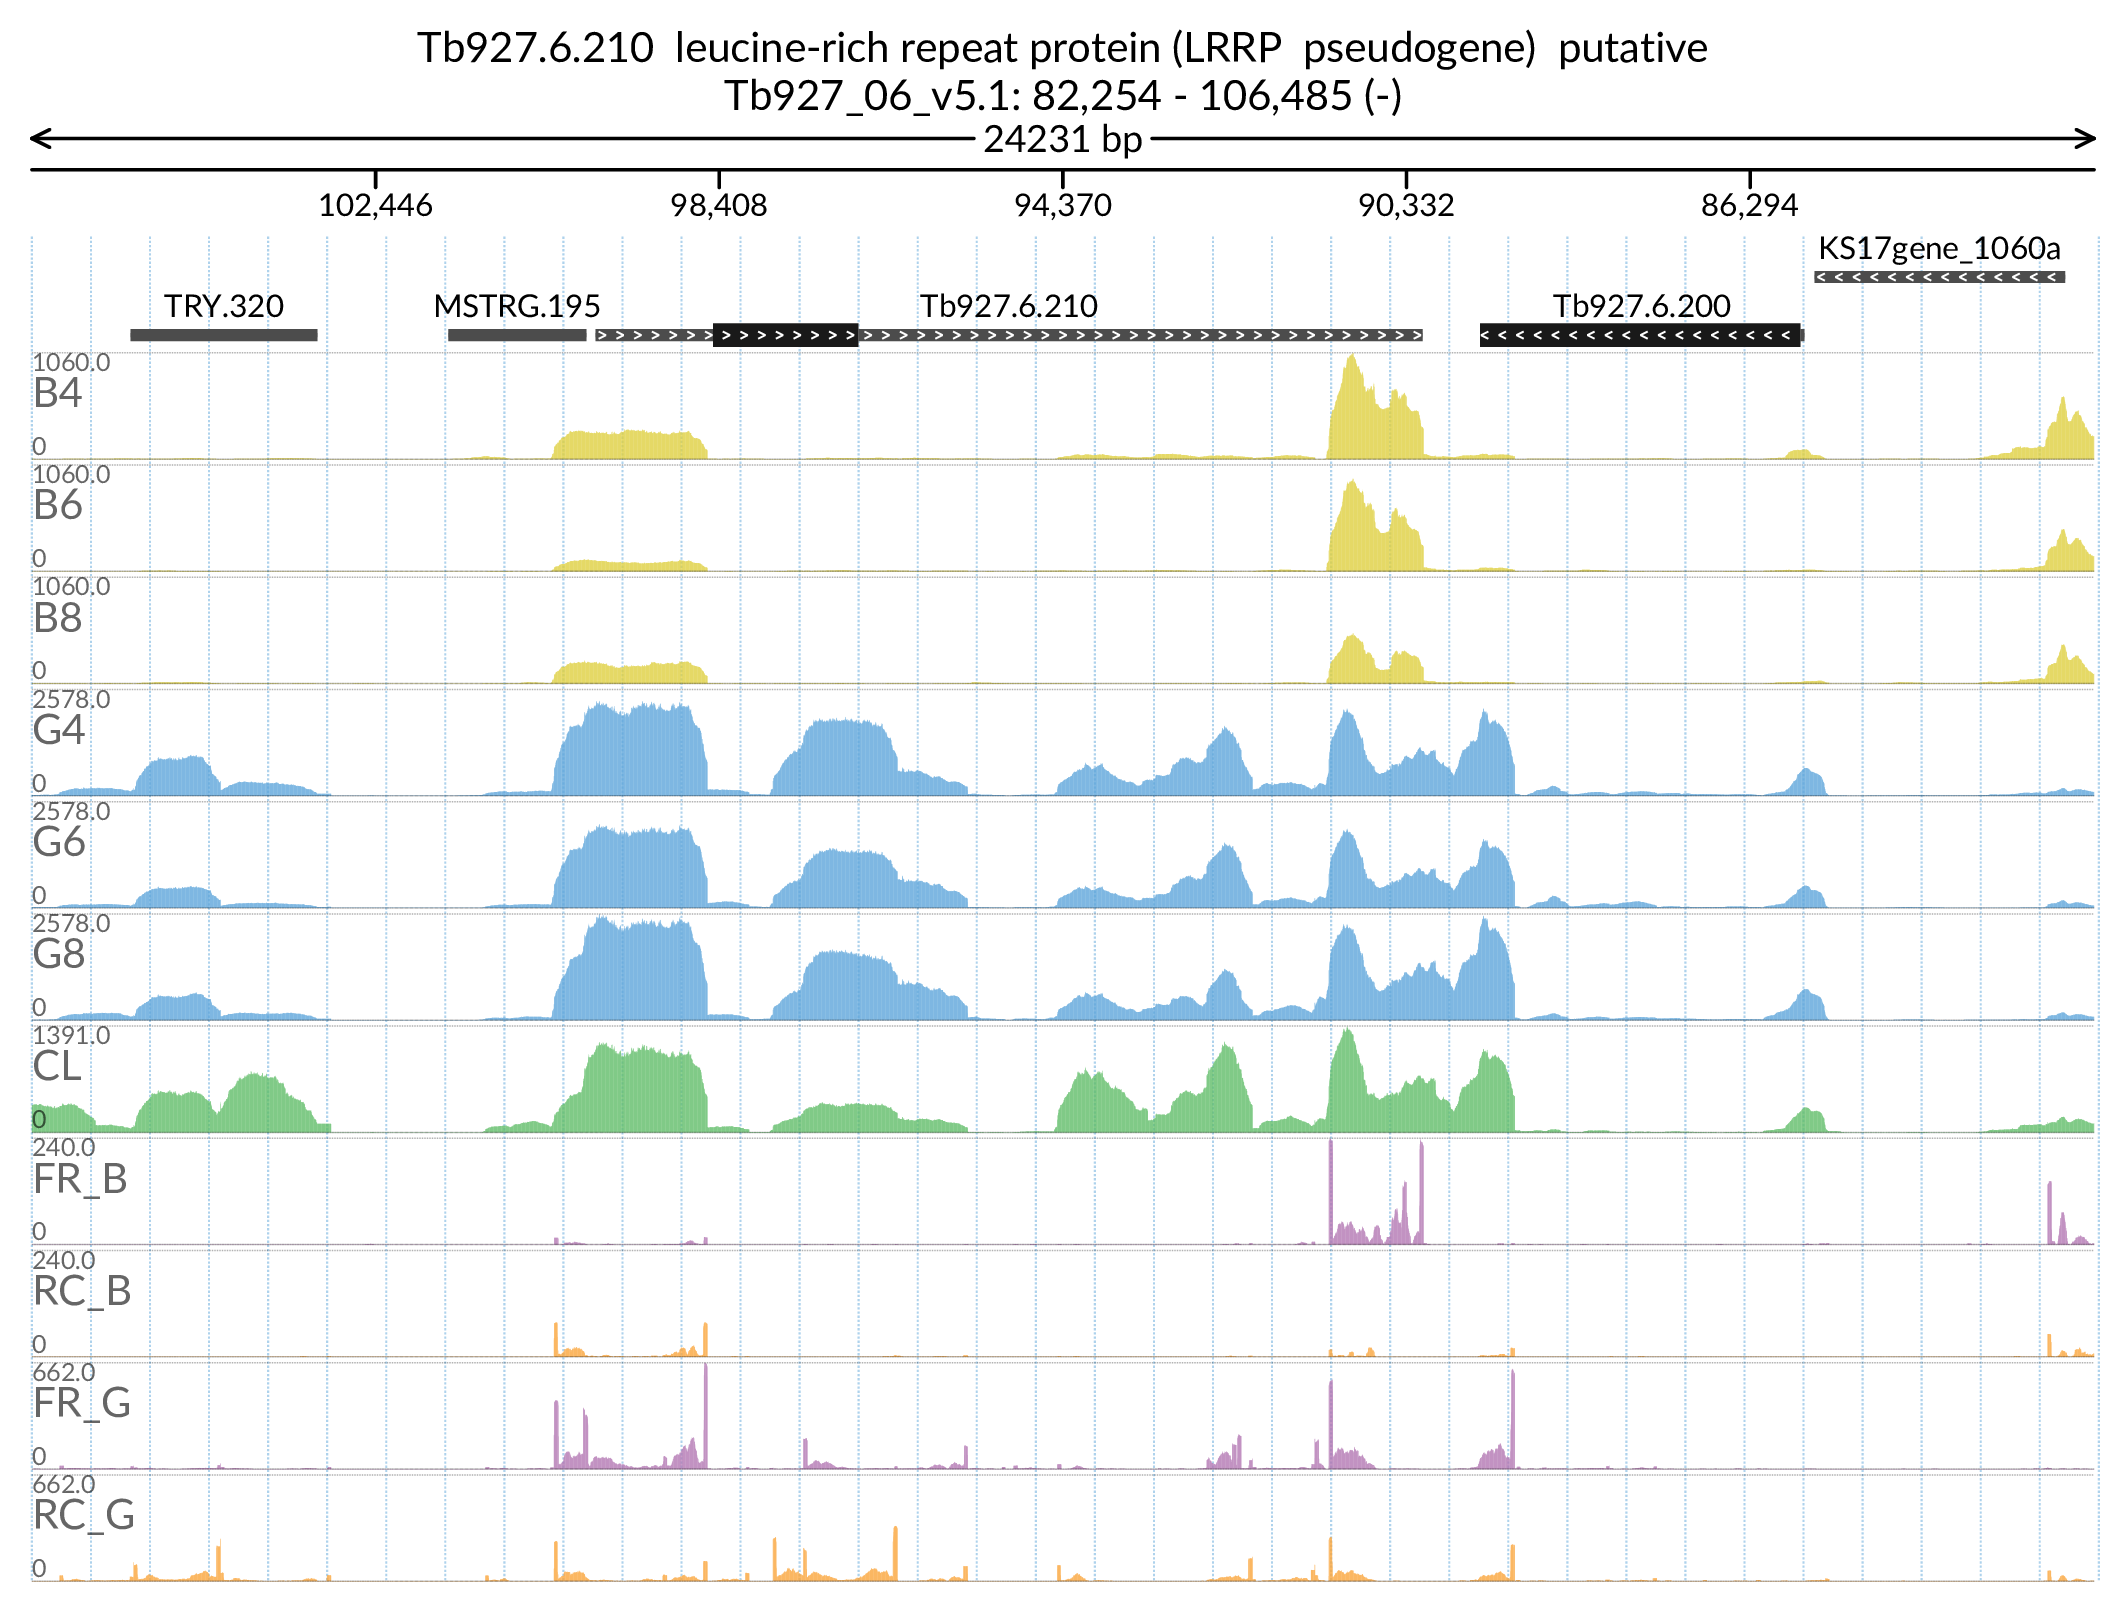 Tb927.6.210 leucine-rich repeat protein (LRRP pseudogene) putative
Tb927_06_v5.1: 82,254 - 106,485 (-)
24231 bp
102,446 98,408 94,370 90,332 86,294
KS17gene_1060a
TRY.320 MSTRG.195 Tb927.6.210 Tb927.6.200
1060.0
B4
0
1060.0
B6
0
1060.0
B8
0
2578.0
G4
0
2578.0
G6
0
2578.0
G8
0
1391.0
CL
0
240.0
FR_B
0
240.0
RC_B
0
662.0
FR_G
0
662.0
RC_G
0